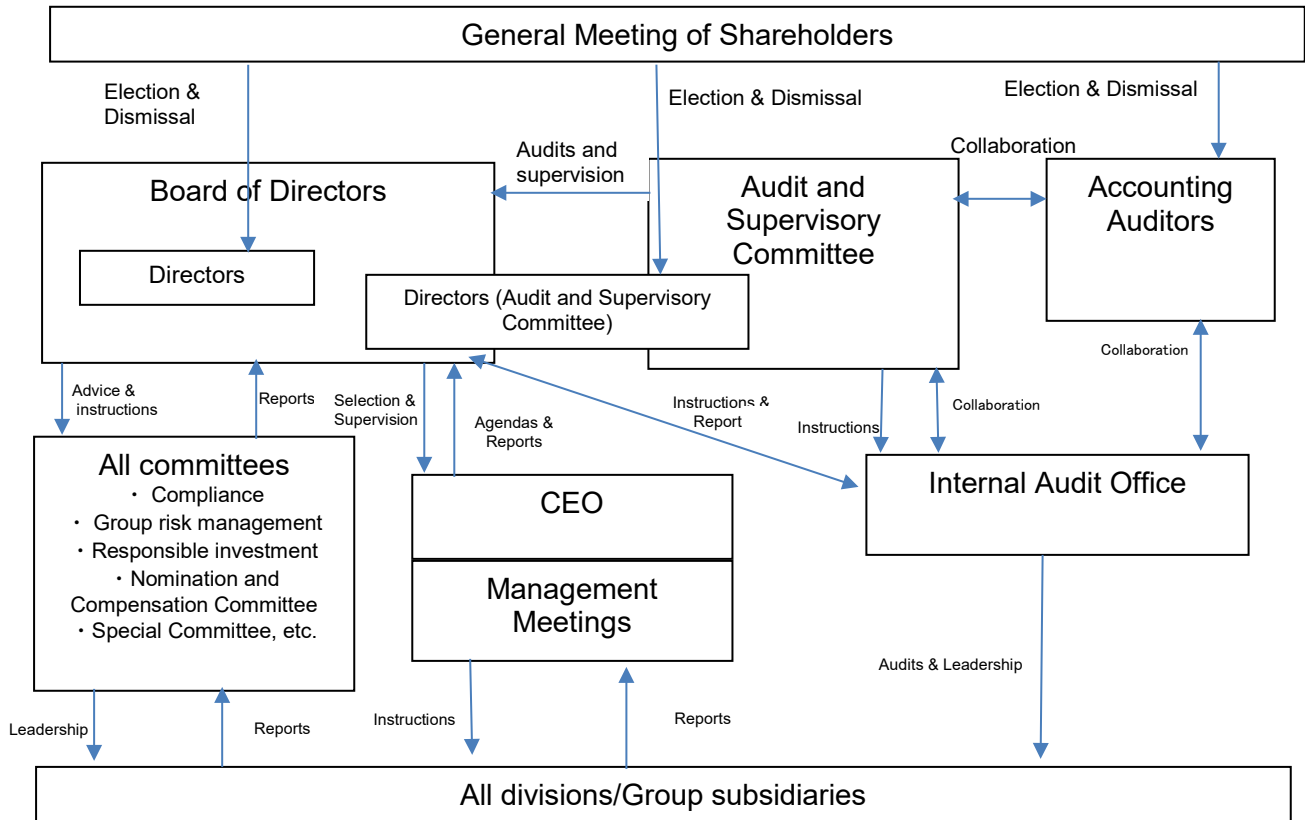 General Meeting of Shareholders
Election &
Dismissal
Election & Dismissal
Election & Dismissal
Audits and
supervision
Collaboration
Board of Directors
Directors
Audit and
Supervisory
Committee
Accounting
Auditors
Directors (Audit and Supervisory
Committee)
Advice &
instructions
Reports
Selection &
Supervision
Agendas &
Reports
Instructions &
Report
Instructions
Collaboration
Collaboration
All committees
・ Compliance
・ Group risk management
・ Responsible investment
・ Nomination and
Compensation Committee
・ Special Committee, etc.
CEO
Management
Meetings
Internal Audit Office
Leadership
Reports
Instructions
Reports
Audits & Leadership
All divisions/Group subsidiaries